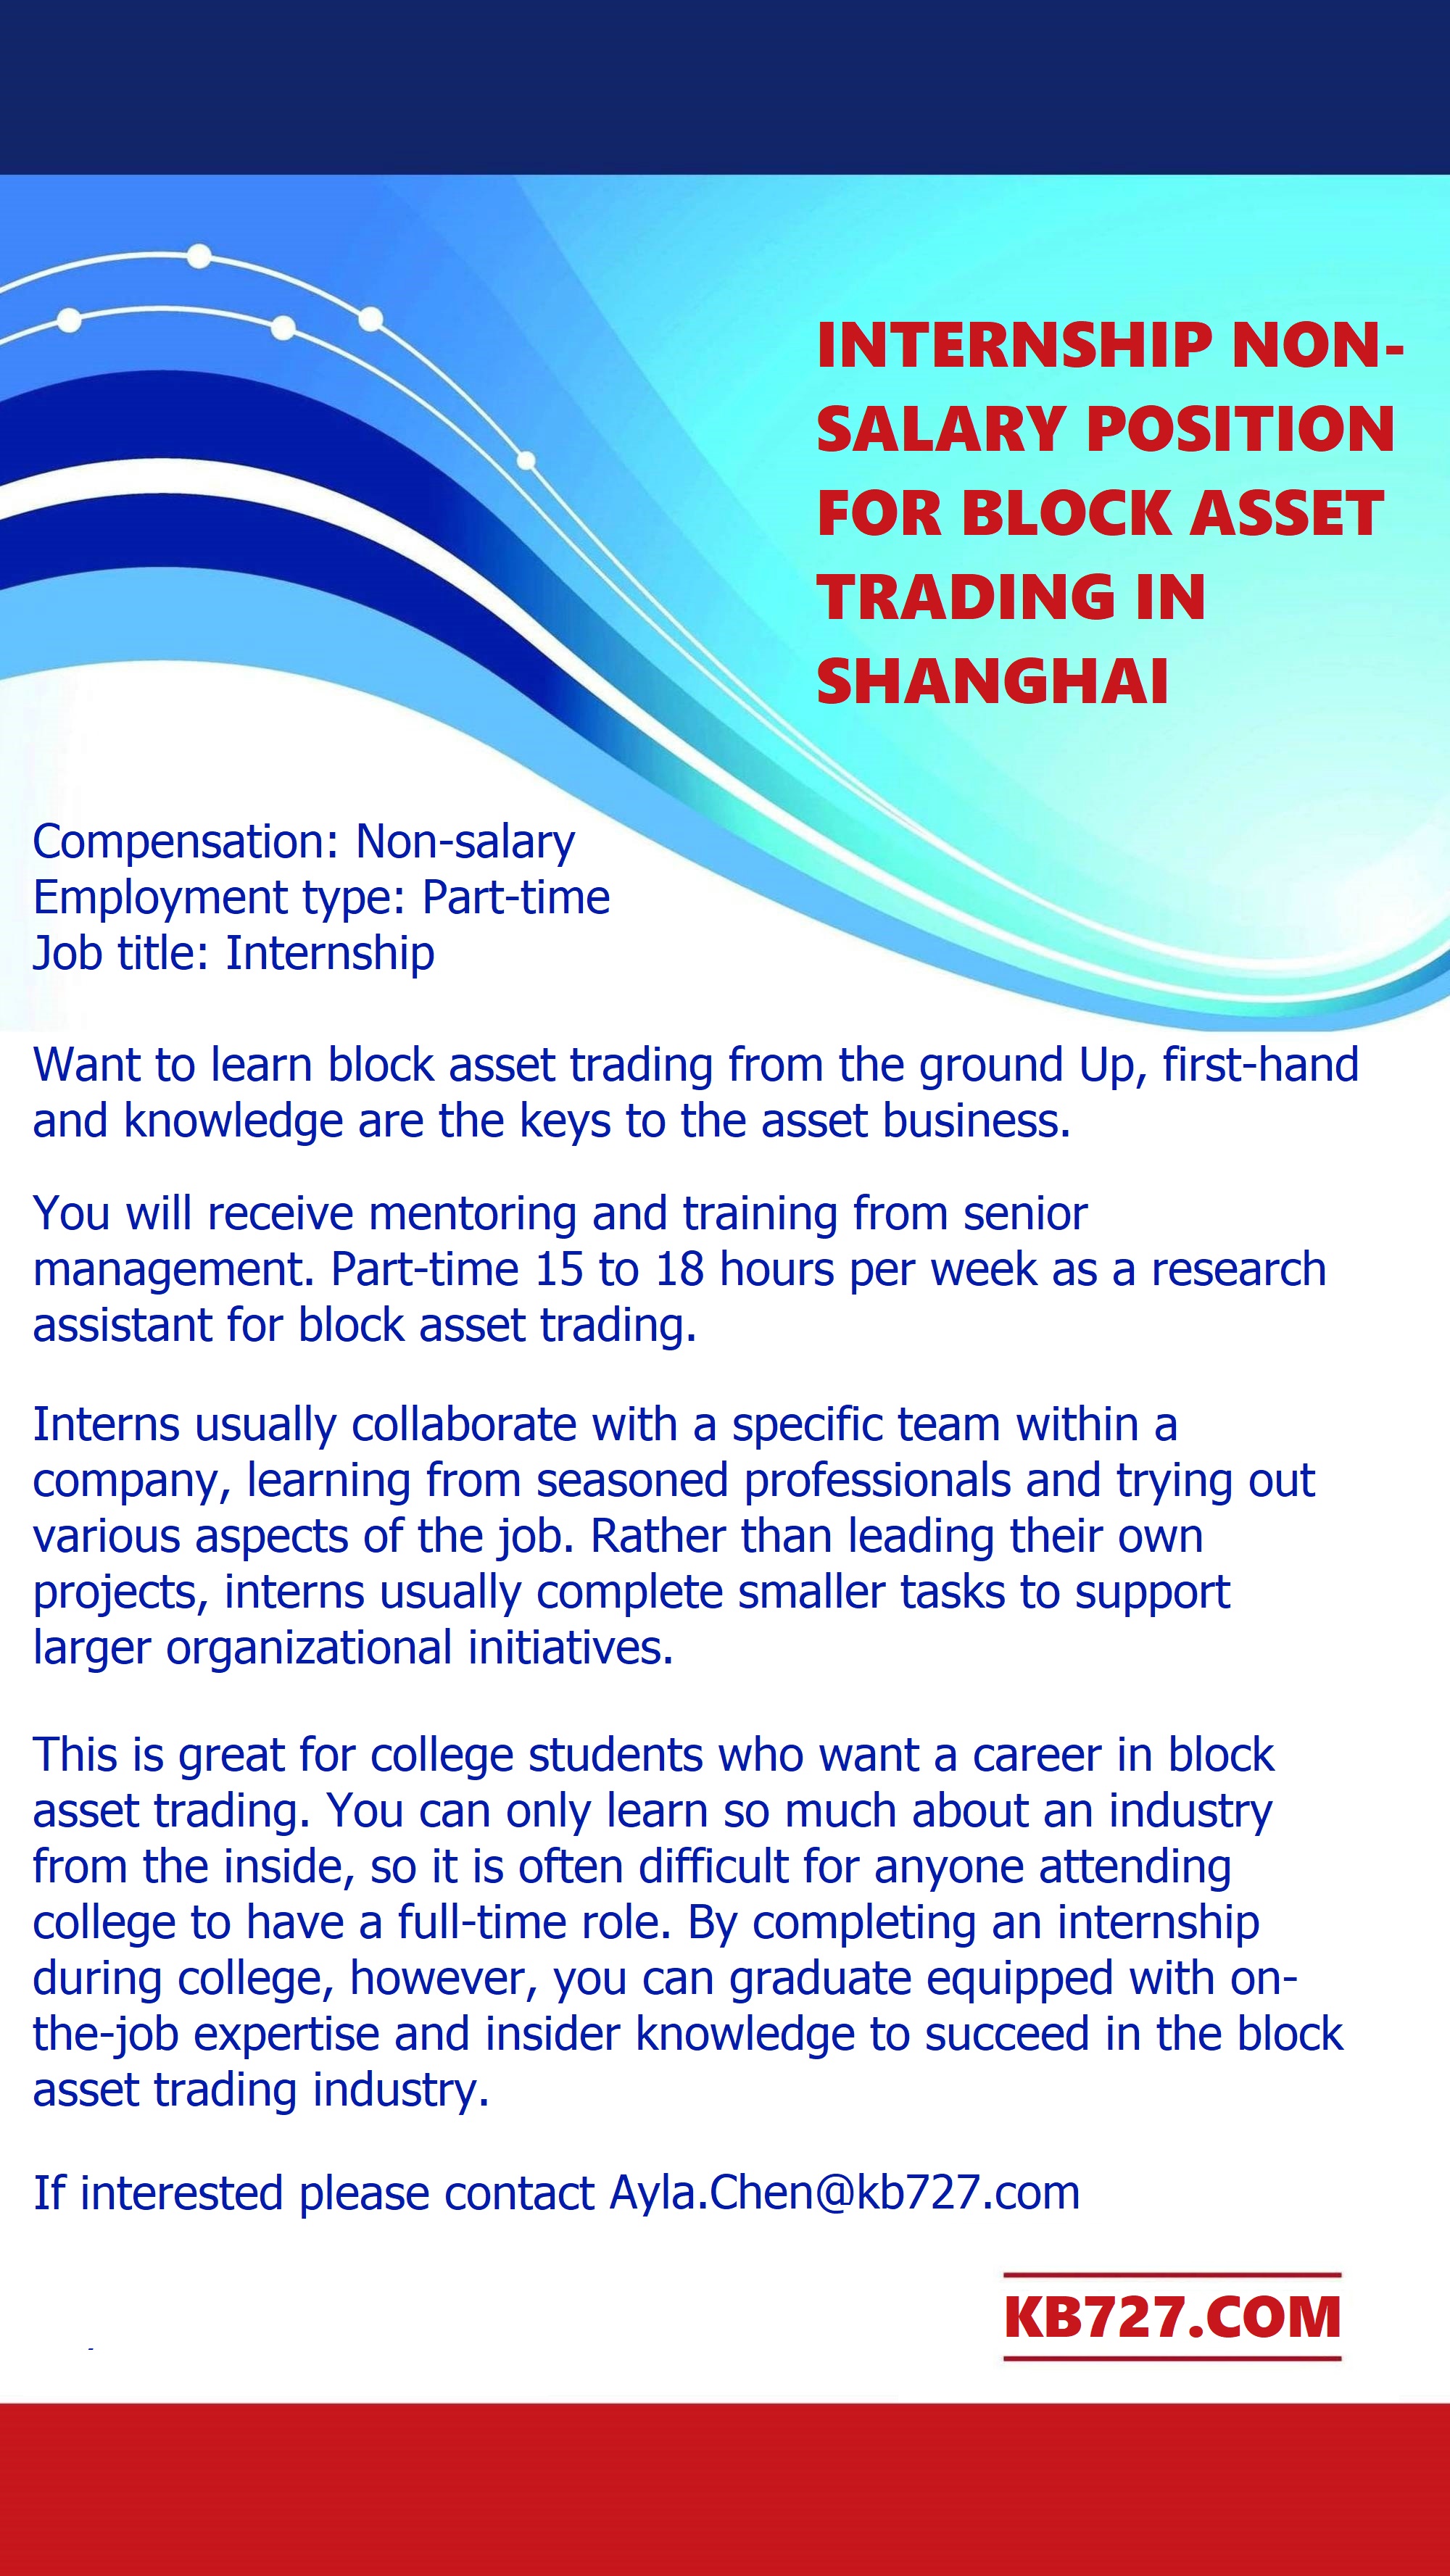 INTERNSHIP NON-
SALARY POSITION
FOR BLOCK ASSET
TRADING IN
SHANGHAI
Compensation: Non-salary
Employment type: Part-time
Job title: Internship
Want to learn block asset trading from the ground Up, first-hand
and knowledge are the keys to the asset business.
You will receive mentoring and training from senior
management. Part-time 15 to 18 hours per week as a research
assistant for block asset trading.
Interns usually collaborate with a specific team within a
company, learning from seasoned professionals and trying out
various aspects of the job. Rather than leading their own
projects, interns usually complete smaller tasks to support
larger organizational initiatives.
This is great for college students who want a career in block
asset trading. You can only learn so much about an industry
from the inside, so it is often difficult for anyone attending
college to have a full-time role. By completing an internship
during college, however, you can graduate equipped with on-
the-job expertise and insider knowledge to succeed in the block
asset trading industry.
If interested please contact Ayla.Chen@kb727.com
KB727.COM
-